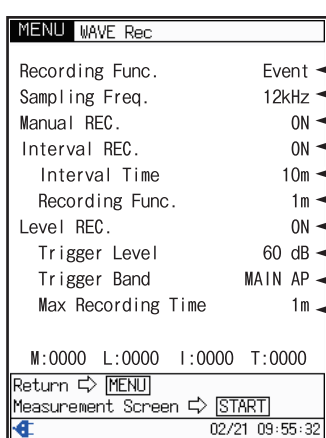 MENU WAVE Rec
Recording Func. Event
Sampling Freq. 12kHz
Manual REC. ON
Interval REC. ON
Interval Time 10m
Recording Func. 1m
Level REC. ON
Trigger Level 60 dB
Trigger Band MAIN AP
Max Recording Time 1m
M:0000 L:0000 I:0000 T:0000
Return ⇨ MENU
Measurement Screen ⇨ START
02/21 09:55:32